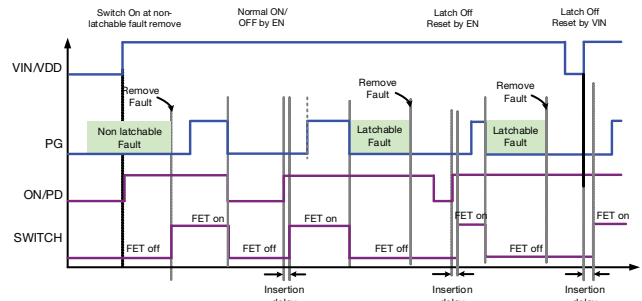 Switch On at non-
latchable fault remove
Normal ON/
OFF by EN
Latch Off
Reset by EN
Latch Off
Reset by VIN
VIN/VDD
Remove
Fault
Remove
Fault
Remove
Fault
Non latchable
Fault
Latchable
Fault
Latchable
Fault
PG
ON/PD
SWITCH
FET off
FET on
FET off
FET on
FET off
FET on
FET off
FET on
Insertion
delay
Insertion
delay
Insertion
delay